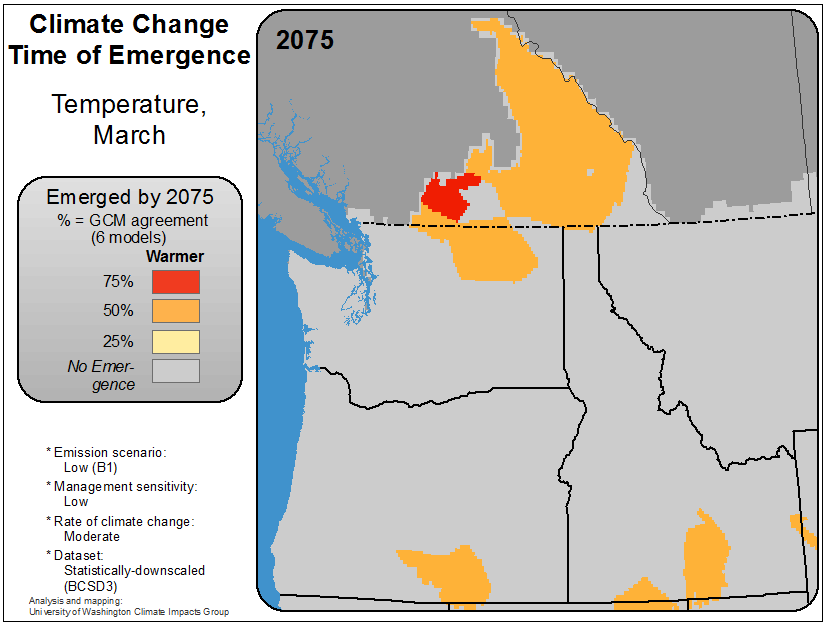 Climate Change
Time of Emergence
Temperature,
March
2075
Emerged by 2075
% = GCM agreement
(6 models)
Warmer
75%
50%
25%
No Emer-
gence
* Emission scenario:
Low (B1)
* Management sensitivity:
Low
* Rate of climate change:
Moderate
* Dataset:
Statistically-downscaled
(BCSD3)
Analysis and mapping:
University of Washington Climate Impacts Group